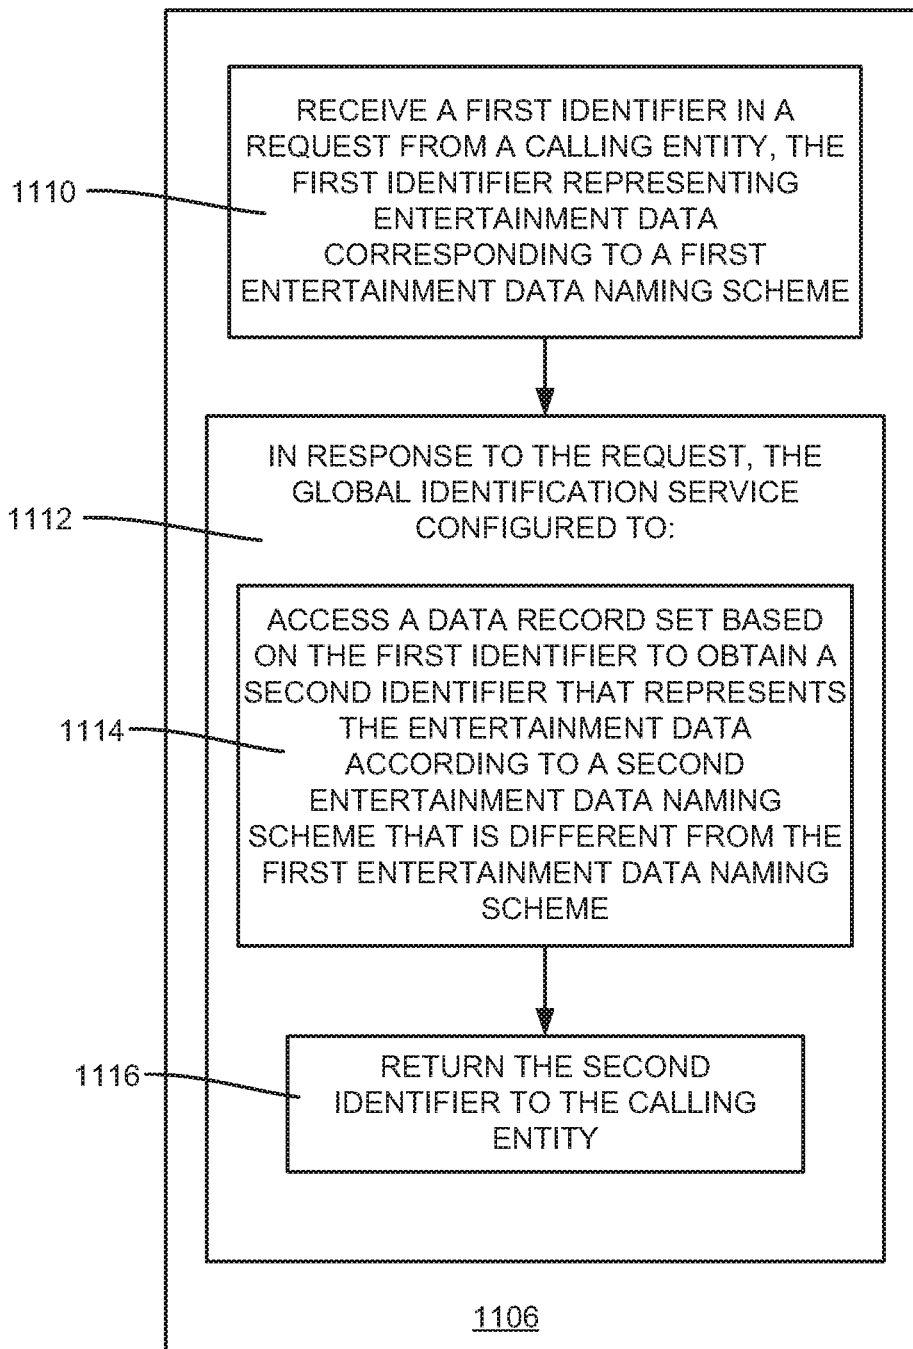 RECEIVE A FIRST IDENTIFIER IN A
REQUEST FROM A CALLING ENTITY, THE
FIRST IDENTIFIER REPRESENTING
ENTERTAINMENT DATA
CORRESPONDING TO A FIRST
ENTERTAINMENT DATA NAMING SCHEME
1110
IN RESPONSE TO THE REQUEST, THE
GLOBAL IDENTIFICATION SERVICE
CONFIGURED TO:
1112
ACCESS A DATA RECORD SET BASED
ON THE FIRST IDENTIFIER TO OBTAIN A
SECOND IDENTIFIER THAT REPRESENTS
THE ENTERTAINMENT DATA
ACCORDING TO A SECOND
ENTERTAINMENT DATA NAMING
SCHEME THAT IS DIFFERENT FROM THE
FIRST ENTERTAINMENT DATA NAMING
SCHEME
1114
RETURN THE SECOND
IDENTIFIER TO THE CALLING
ENTITY
1116
1106